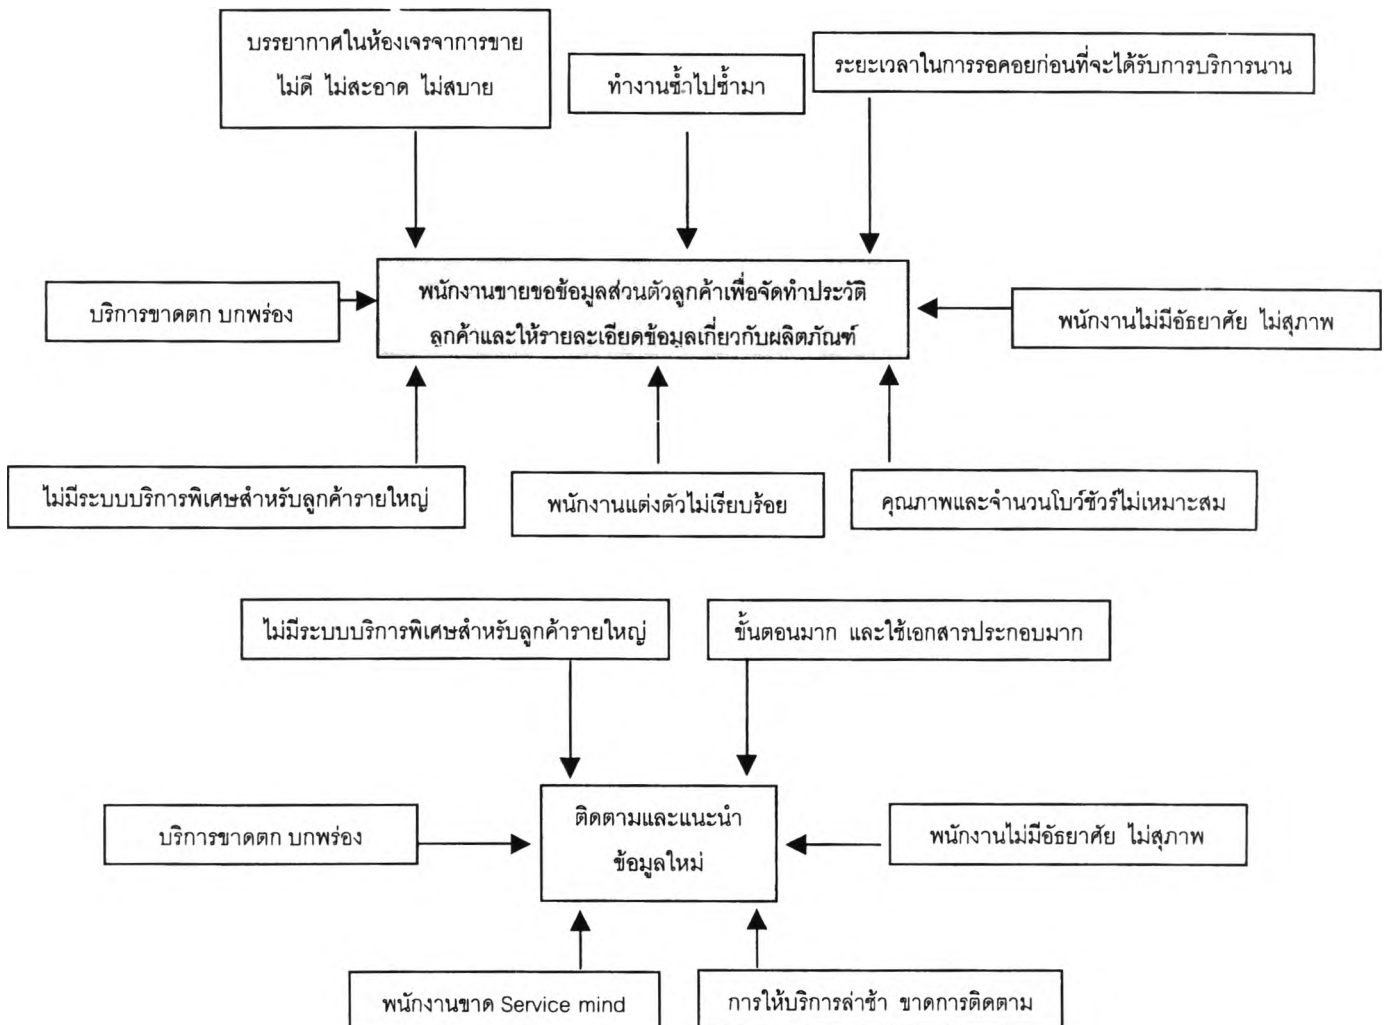 บรรยากาศในห้องเจรจาการขาย
ไม่ดี ไม่สะอาด ไม่สบาย
ทำงานซ้ำไปซ้ำมา
ระยะเวลาในการรอคอยก่อนที่จะได้รับการบริการนาน
บริการขาดตก บกพร่อง
พนักงานขายขอข้อมูลส่วนตัวลูกค้าเพื่อจัดทำประวัติ
ลูกค้าและให้รายละเอียดข้อมูลเกี่ยวกับผลิตภัณฑ์
พนักงานไม่มีอัธยาศัย ไม่สุภาพ
ไม่มีระบบบริการพิเศษสำหรับลูกค้ารายใหญ่
พนักงานแต่งตัวไม่เรียบร้อย
คุณภาพและจำนวนโบว์ชัวร์ไม่เหมาะสม
ไม่มีระบบบริการพิเศษสำหรับลูกค้ารายใหญ่
ขั้นตอนมาก และใช้เอกสารประกอบมาก
บริการขาดตก บกพร่อง
ติดตามและแนะนำ
ข้อมูลใหม่
พนักงานไม่มีอัธยาศัย ไม่สุภาพ
พนักงานขาด Service mind
การให้บริการล่าช้า ขาดการติดตาม